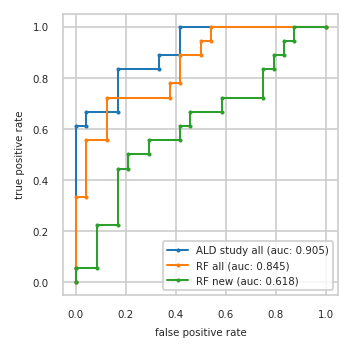 1.0
0.8
0.6
0.4
0.2
0.0
true positive rate
ALD study all (auc: 0.905)
RF all (auc: 0.845)
RF new (auc: 0.618)
0.0 0.2 0.4 0.6 0.8 1.0
false positive rate